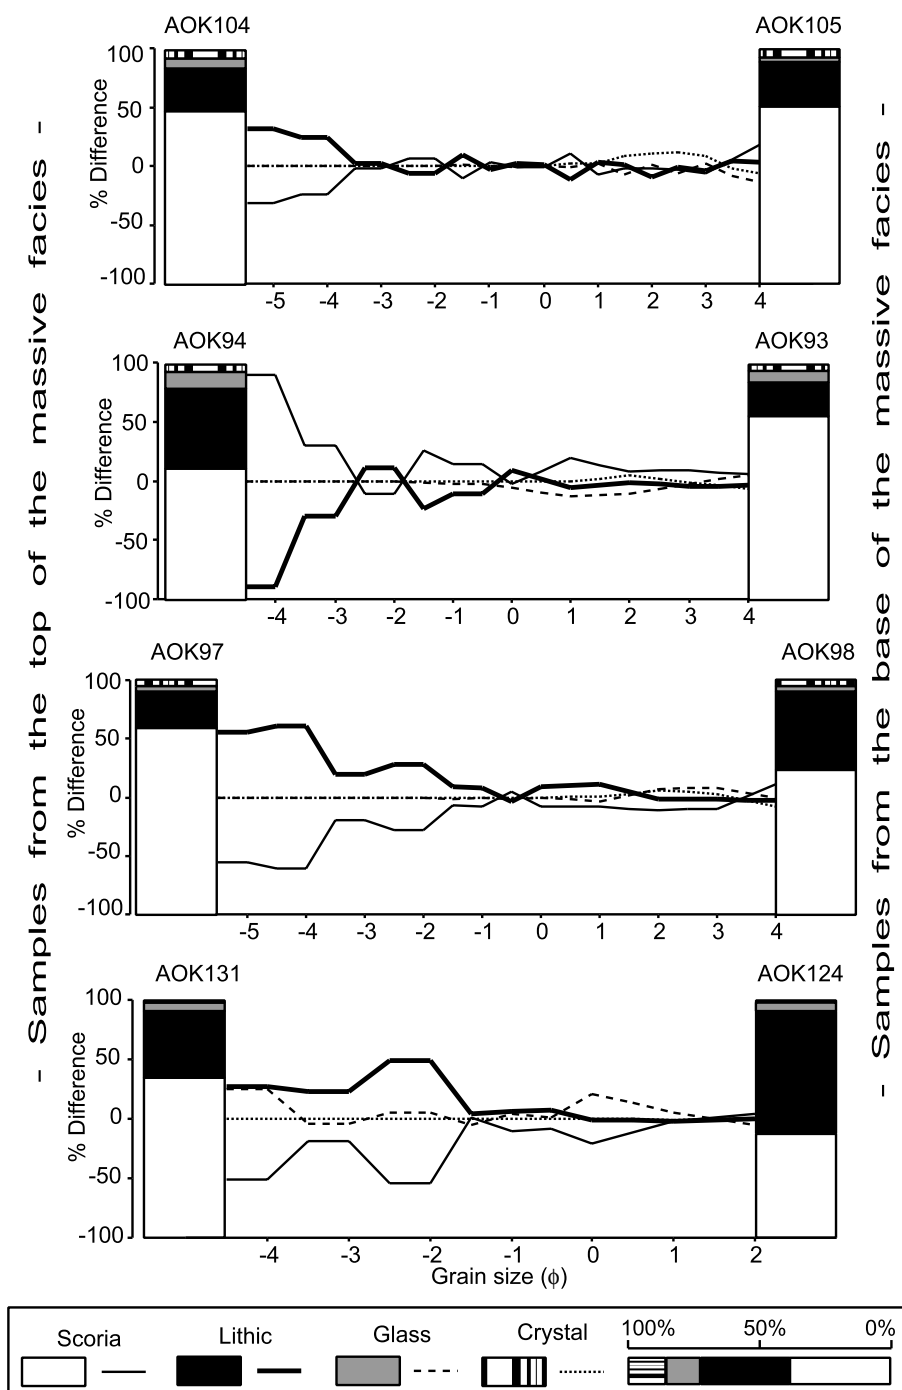 AOK104 AOK105
- Samples from the top of the massive facies -
- Samples from the base of the massive facies -
100
50
0
-50
-100
% Difference
-5 -4 -3 -2 -1 0 1 2 3 4
AOK94 AOK93
100
50
0
-50
-100
% Difference
-4 -3 -2 -1 0 1 2 3 4
AOK97 AOK98
100
50
0
-50
-100
% Difference
-5 -4 -3 -2 -1 0 1 2 3 4
AOK131 AOK124
100
50
0
-50
-100
% Difference
-4 -3 -2 -1 0 1 2
Grain size (ϕ)
Scoria Lithic Glass Crystal 100% 50% 0%